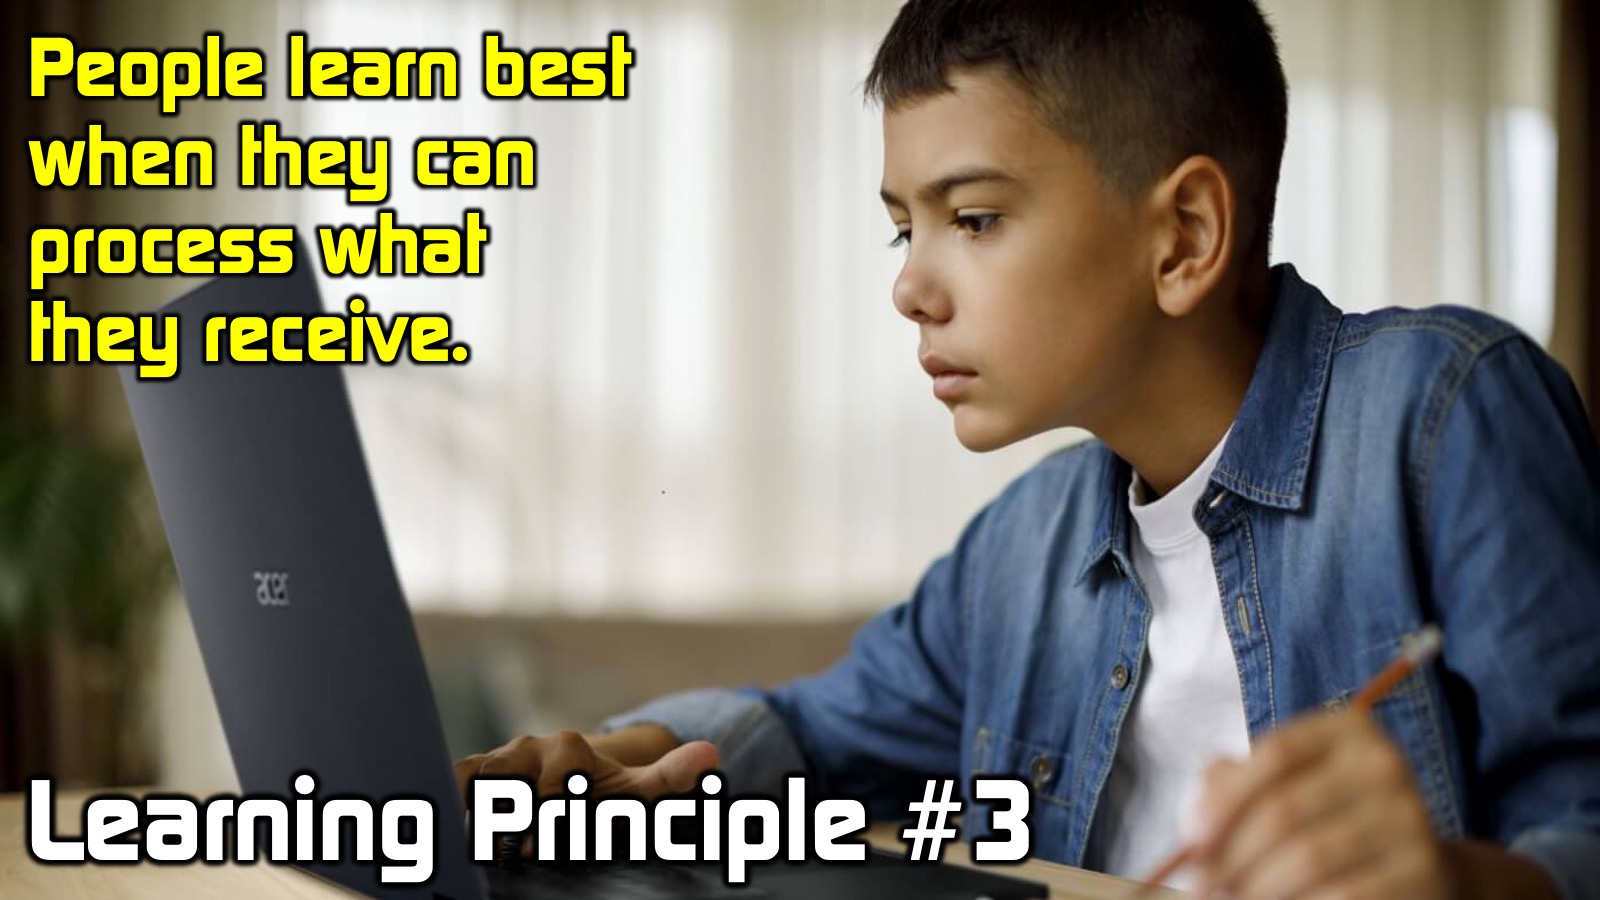 People learn best
when they can
process what
they receive.
acer
Learning Principle #3